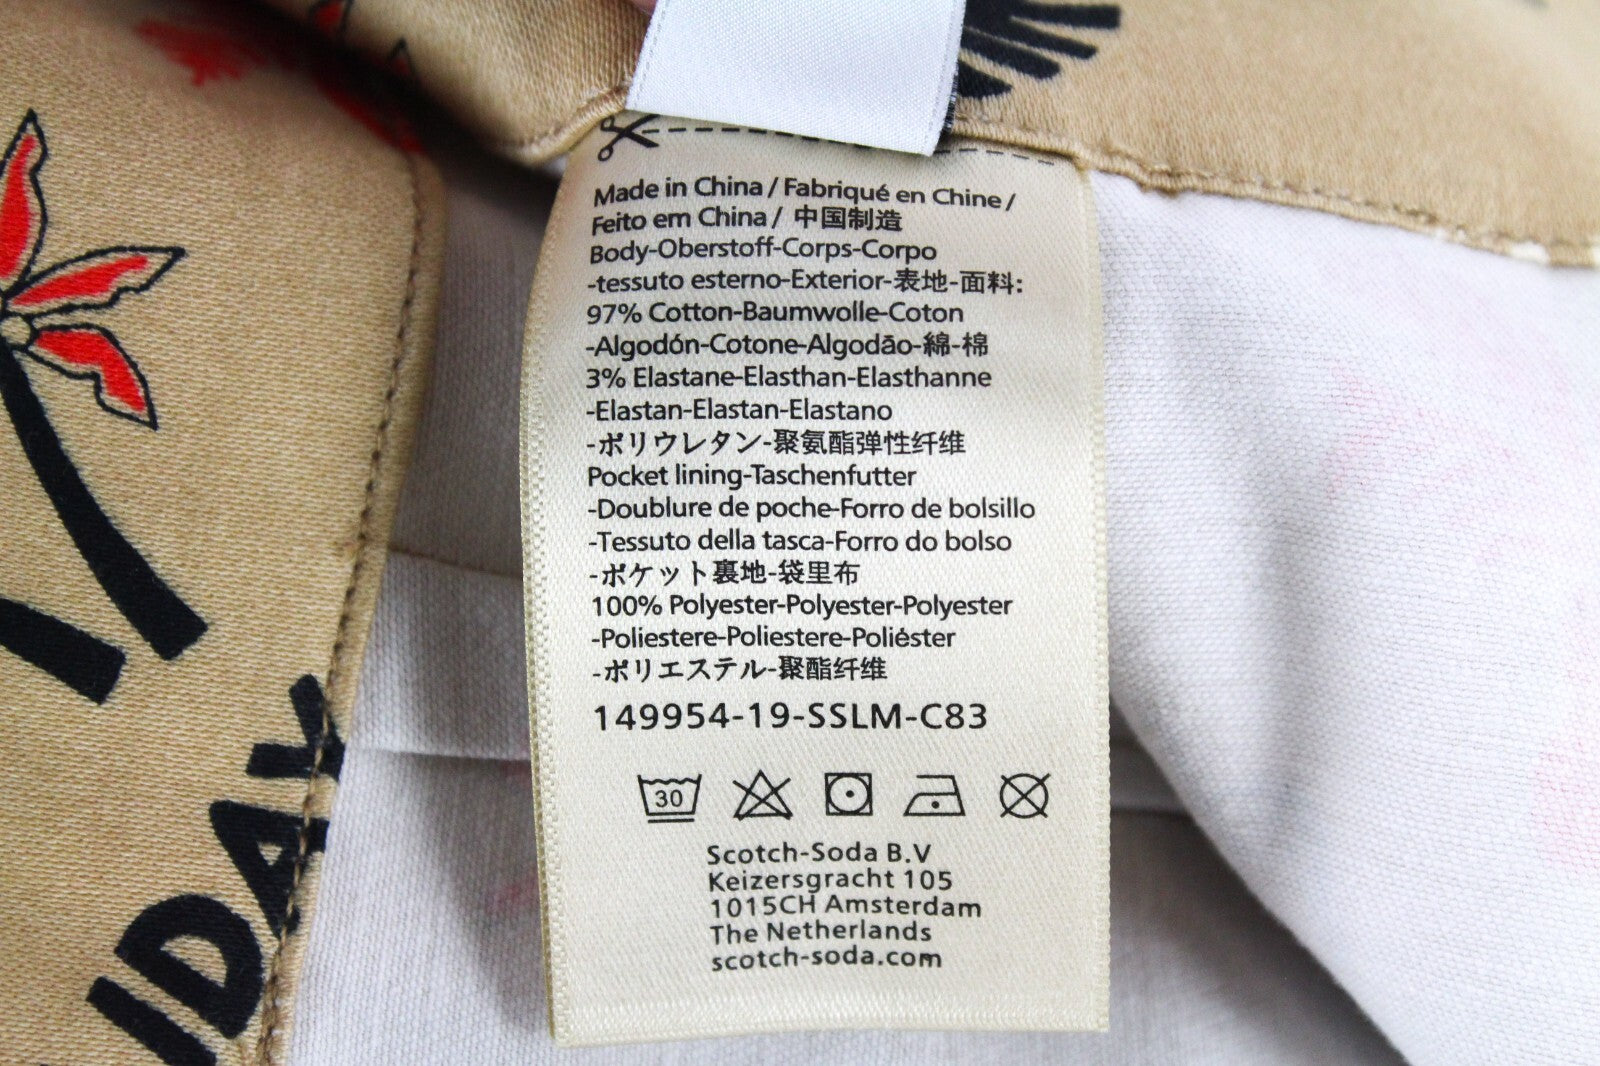 Made in China / Fabriqué en Chine /
Feito em China / 中国制造
Body-Oberstoff-Corps-Corpo
-tessuto esterno-Exterior-表地-面料:
97% Cotton-Baumwolle-Coton
-Algodón-Cotone-Algodão-綿-棉
3% Elastane-Elasthan-Elasthanne
-Elastan-Elastan-Elastano
-ポリウレタン-聚氨酯弹性纤维
Pocket lining-Taschenfutter
-Doublure de poche-Forro de bolsillo
-Tessuto della tasca-Forro do bolso
-ポケット裏地-袋里布
100% Polyester-Polyester-Polyester
-Poliestere-Poliestere-Poliéster
-ポリエステル-聚酯纤维
149954-19-SSLM-C83
30
Scotch-Soda B.V
Keizersgracht 105
1015CH Amsterdam
The Netherlands
scotch-soda.com